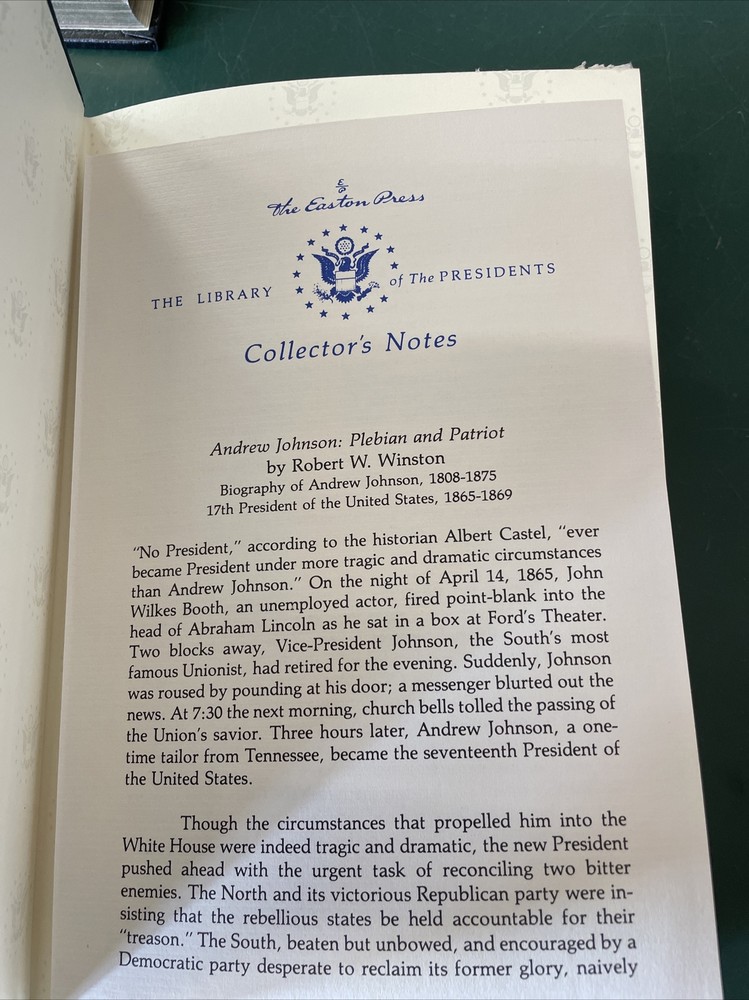 E
P
The Easton Press
THE LIBRARY of The PRESIDENTS
Collector's Notes
Andrew Johnson: Plebian and Patriot
by Robert W. Winston
Biography of Andrew Johnson, 1808-1875
17th President of the United States, 1865-1869
"No President," according to the historian Albert Castel, "ever
became President under more tragic and dramatic circumstances
than Andrew Johnson." On the night of April 14, 1865, John
Wilkes Booth, an unemployed actor, fired point-blank into the
head of Abraham Lincoln as he sat in a box at Ford's Theater.
Two blocks away, Vice-President Johnson, the South's most
famous Unionist, had retired for the evening. Suddenly, Johnson
was roused by pounding at his door; a messenger blurted out the
news. At 7:30 the next morning, church bells tolled the passing of
the Union's savior. Three hours later, Andrew Johnson, a one-
time tailor from Tennessee, became the seventeenth President of
the United States.
Though the circumstances that propelled him into the
White House were indeed tragic and dramatic, the new President
pushed ahead with the urgent task of reconciling two bitter
enemies. The North and its victorious Republican party were in-
sisting that the rebellious states be held accountable for their
"treason." The South, beaten but unbowed, and encouraged by a
Democratic party desperate to reclaim its former glory, naively